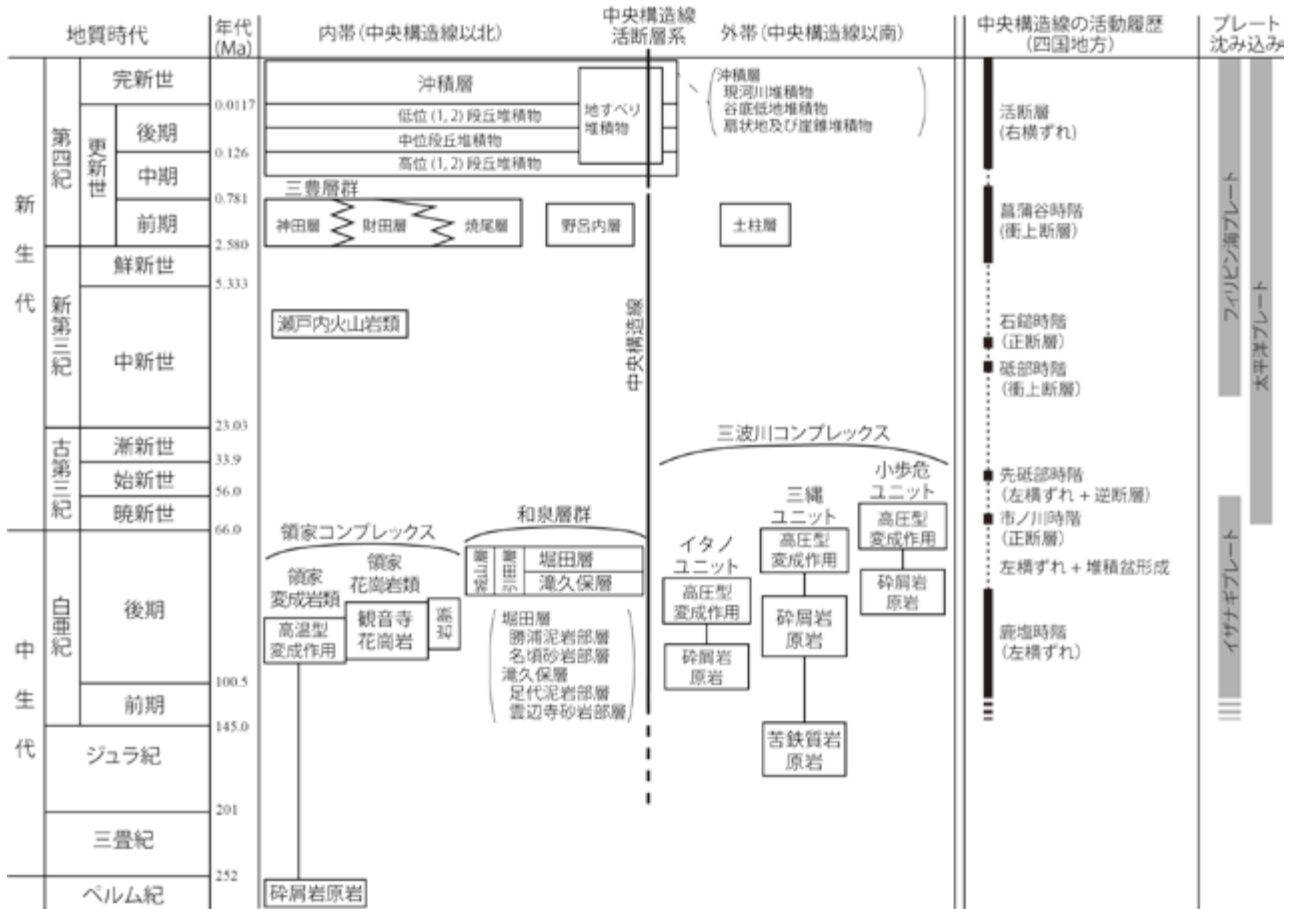 地質時代
年代
(Ma)
内帯(中央構造線以北)
中央構造線
活断層系
外帯(中央構造線以南)
中央構造線の活動履歴
(四国地方)
プレート
沈み込み
新生代
中生代
第四紀
新第三紀
古第三紀
白亜紀
更新世
完新世
後期
中期
前期
鮮新世
中新世
漸新世
始新世
暁新世
後期
前期
ジュラ紀
三畳紀
ペルム紀
0.0117
0.126
0.781
2.580
5.333
23.03
33.9
56.0
66.0
100.5
145.0
201
252
沖積層
低位 (1, 2) 段丘堆積物
中位段丘堆積物
高位 (1, 2) 段丘堆積物
地すべり
堆積物
沖積層
現河川堆積物
谷底低地堆積物
扇状地及び崖錐堆積物
三豊層群
神田層
財田層
焼尾層
野呂内層
土柱層
瀬戸内火山岩類
中央構造線
領家コンプレックス
領家
変成岩類
高温型
変成作用
領家
花崗岩類
観音寺
花崗岩
岩脈
砕屑岩原岩
和泉層群
城山層
引田層
堀田層
滝久保層
(堀田層
勝浦泥岩部層
名頃砂岩部層
滝久保層
足代泥岩部層
雲辺寺砂岩部層)
三波川コンプレックス
イタノ
ユニット
高圧型
変成作用
砕屑岩
原岩
三縄
ユニット
高圧型
変成作用
砕屑岩
原岩
苦鉄質岩
原岩
小歩危
ユニット
高圧型
変成作用
砕屑岩
原岩
活断層
(右横ずれ)
菖蒲谷時階
(衝上断層)
石鎚時階
(正断層)
砥部時階
(衝上断層)
先砥部時階
(左横ずれ + 逆断層)
市ノ川時階
(正断層)
左横ずれ + 堆積盆形成
鹿塩時階
(左横ずれ)
フィリピン海プレート
太平洋プレート
イザナギプレート